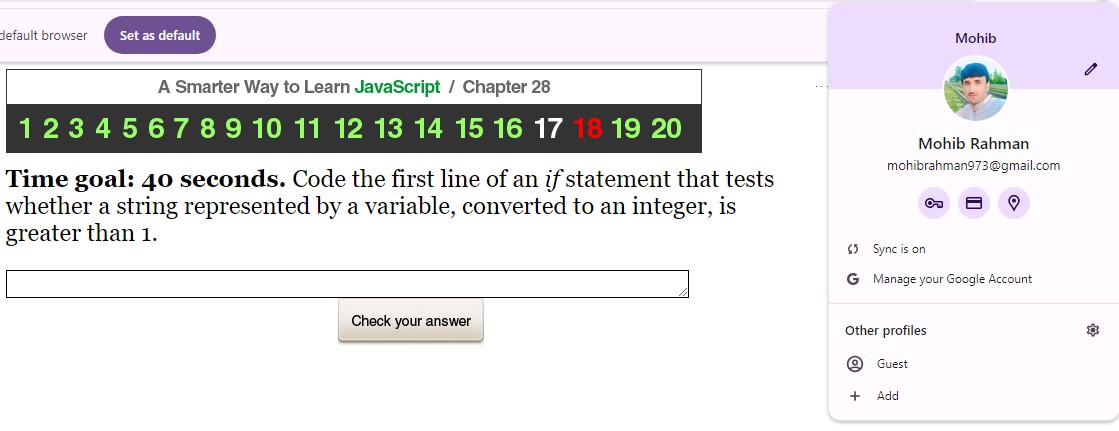 default browser
Set as default
A Smarter Way to Learn JavaScript / Chapter 28
1 2 3 4 5 6 7 8 9 10 11 12 13 14 15 16 17 18 19 20
Time goal: 40 seconds. Code the first line of an if statement that tests
whether a string represented by a variable, converted to an integer, is
greater than 1.
Check your answer
Mohib
Mohib Rahman
mohibrahman973@gmail.com
Sync is on
Manage your Google Account
Other profiles
Guest
Add